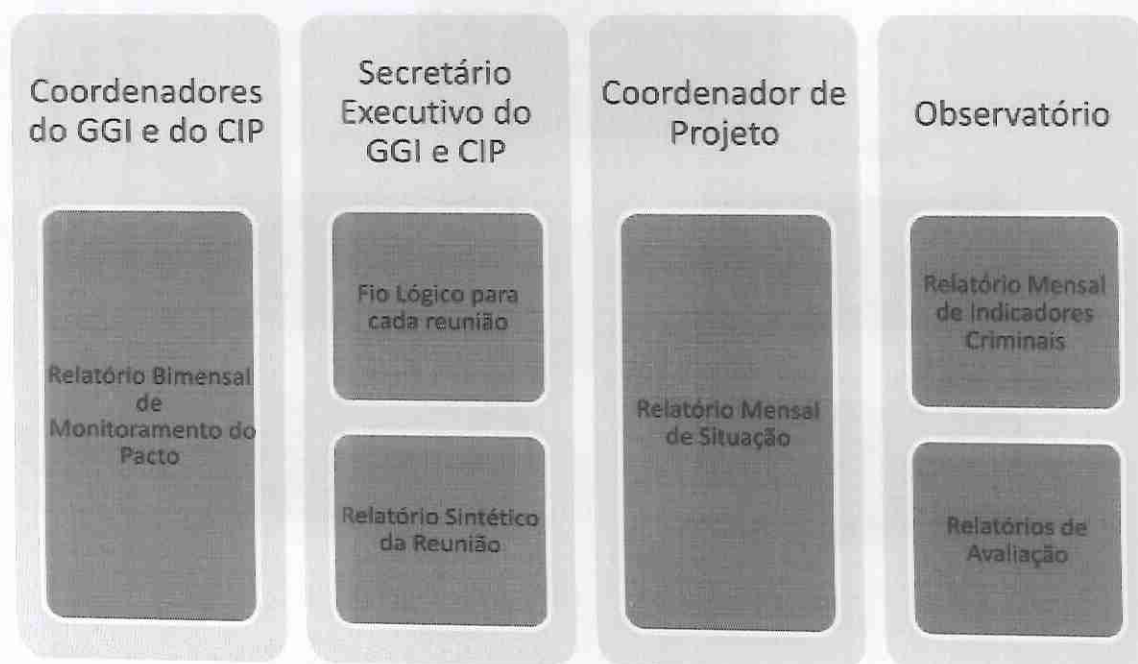 Coordenadores
do GGI e do CIP
Relatório Bimensal
de
Monitoramento do
Pacto
Secretário
Executivo do
GGI e CIP
Fio Lógico para
cada reunião
Relatório Sintético
da Reunião
Coordenador de
Projeto
Relatório Mensal
de Situação
Observatório
Relatório Mensal
de Indicadores
Criminais
Relatórios de
Avaliação